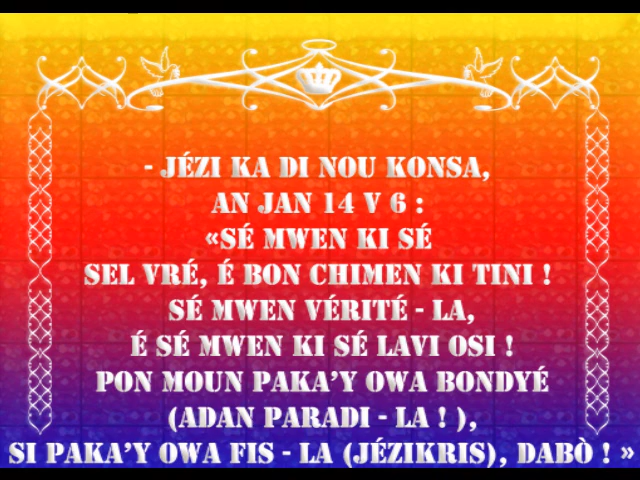 - JÉZI KA DI NOU KONSA,
AN JAN 14 V 6 :
«SÉ MWEN KI SÉ
SEL VRÉ, É BON CHIMEN KI TINI !
SÉ MWEN VÉRITÉ - LA,
É SÉ MWEN KI SÉ LAVI OSI !
PON MOUN PAKA'Y OWA BONDYÉ
(ADAN PARADI - LA ! ),
SI PAKA'Y OWA FIS - LA (JÉZIKRIS), DABÒ ! »